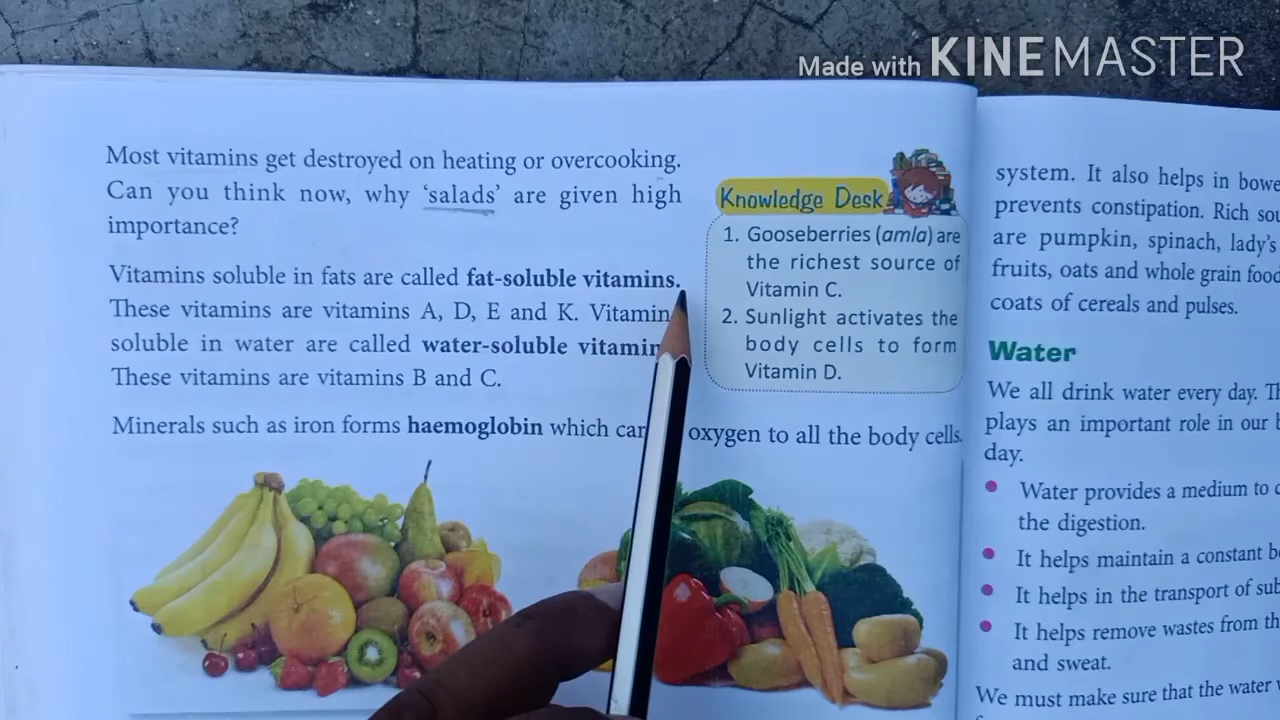 Made with KINEMASTER
Most vitamins get destroyed on heating or overcooking.
Can you think now, why ‘salads’ are given high
importance?
Vitamins soluble in fats are called fat-soluble vitamins.
These vitamins are vitamins A, D, E and K. Vitamin
soluble in water are called water-soluble vitamin
These vitamins are vitamins B and C.
Minerals such as iron forms haemoglobin which car oxygen to all the body cells.
Knowledge Desk
1. Gooseberries (amla) are
the richest source of
Vitamin C.
2. Sunlight activates the
body cells to form
Vitamin D.
system. It also helps in bowe
prevents constipation. Rich sou
are pumpkin, spinach, lady's
fruits, oats and whole grain food
coats of cereals and pulses.
Water
We all drink water every day. Th
plays an important role in our b
day.
Water provides a medium to c
the digestion.
It helps maintain a constant b
It helps in the transport of sub
It helps remove wastes from th
and sweat.
We must make sure that the water